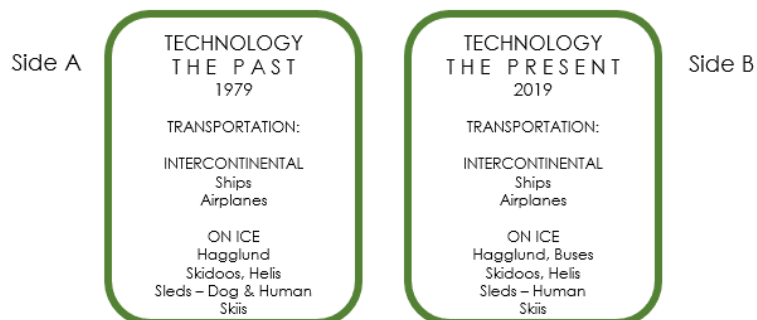 Side A
TECHNOLOGY
THE PAST
1979
TRANSPORTATION:
INTERCONTINENTAL
Ships
Airplanes
ON ICE
Hagglund
Skidoos, Helis
Sleds – Dog & Human
Skiis
TECHNOLOGY
THE PRESENT
2019
TRANSPORTATION:
INTERCONTINENTAL
Ships
Airplanes
ON ICE
Hagglund, Buses
Skidoos, Helis
Sleds – Human
Skiis
Side B